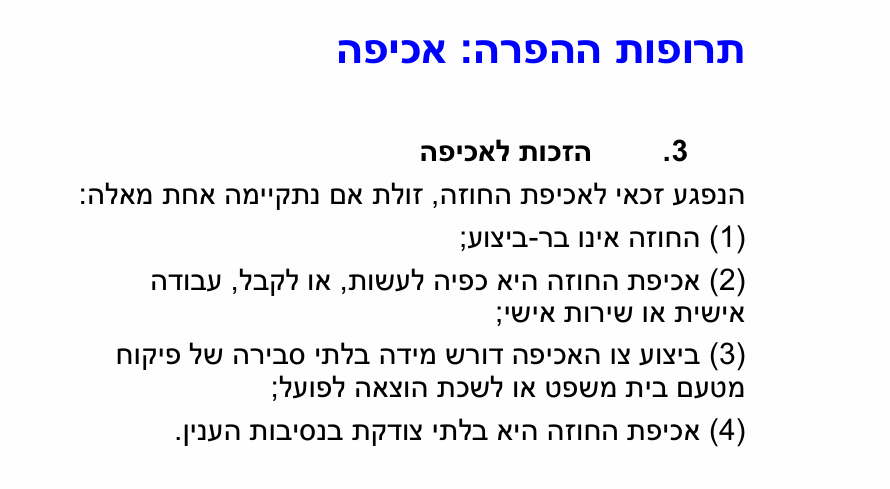 תרופות ההפרה: אכיפה
3. הזכות לאכיפה
הנפגע זכאי לאכיפת החוזה, זולת אם נתקיימה אחת מאלה:
(1) החוזה אינו בר-ביצוע;
(2) אכיפת החוזה היא כפיה לעשות, או לקבל, עבודה
אישית או שירות אישי;
(3) ביצוע צו האכיפה דורש מידה בלתי סבירה של פיקוח
מטעם בית משפט או לשכת הוצאה לפועל;
(4) אכיפת החוזה היא בלתי צודקת בנסיבות הענין.